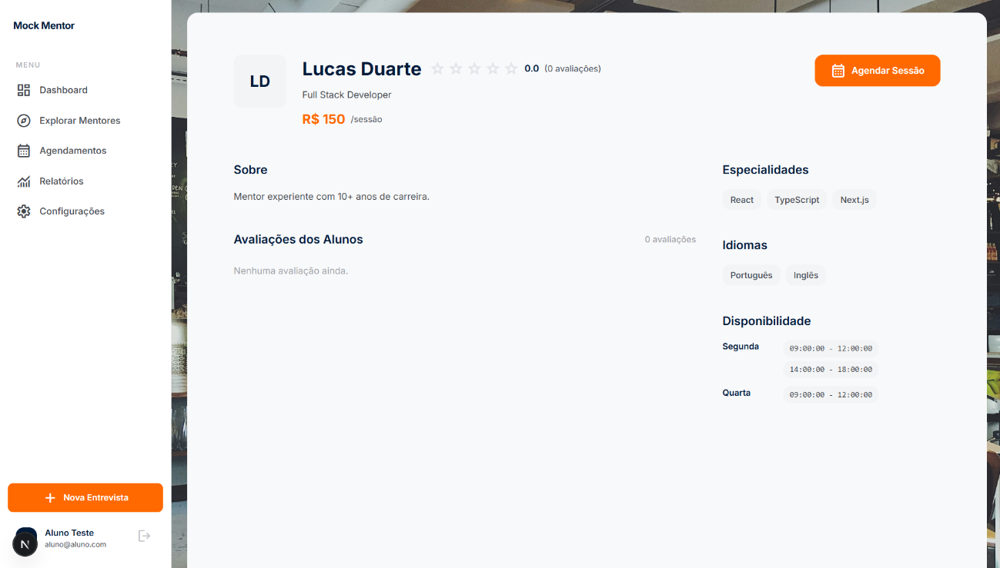 Mock Mentor
MENU
Dashboard
Explorar Mentores
Agendamentos
Relatórios
Configurações
Nova Entrevista
N
Aluno Teste
aluno@aluno.com
LD
Lucas Duarte
0.0 (0 avaliações)
Full Stack Developer
R$ 150 /sessão
Agendar Sessão
Sobre
Mentor experiente com 10+ anos de carreira.
Avaliações dos Alunos
0 avaliações
Nenhuma avaliação ainda.
Especialidades
React TypeScript Next.js
Idiomas
Português Inglês
Disponibilidade
Segunda 09:00:00 - 12:00:00
14:00:00 - 18:00:00
Quarta 09:00:00 - 12:00:00